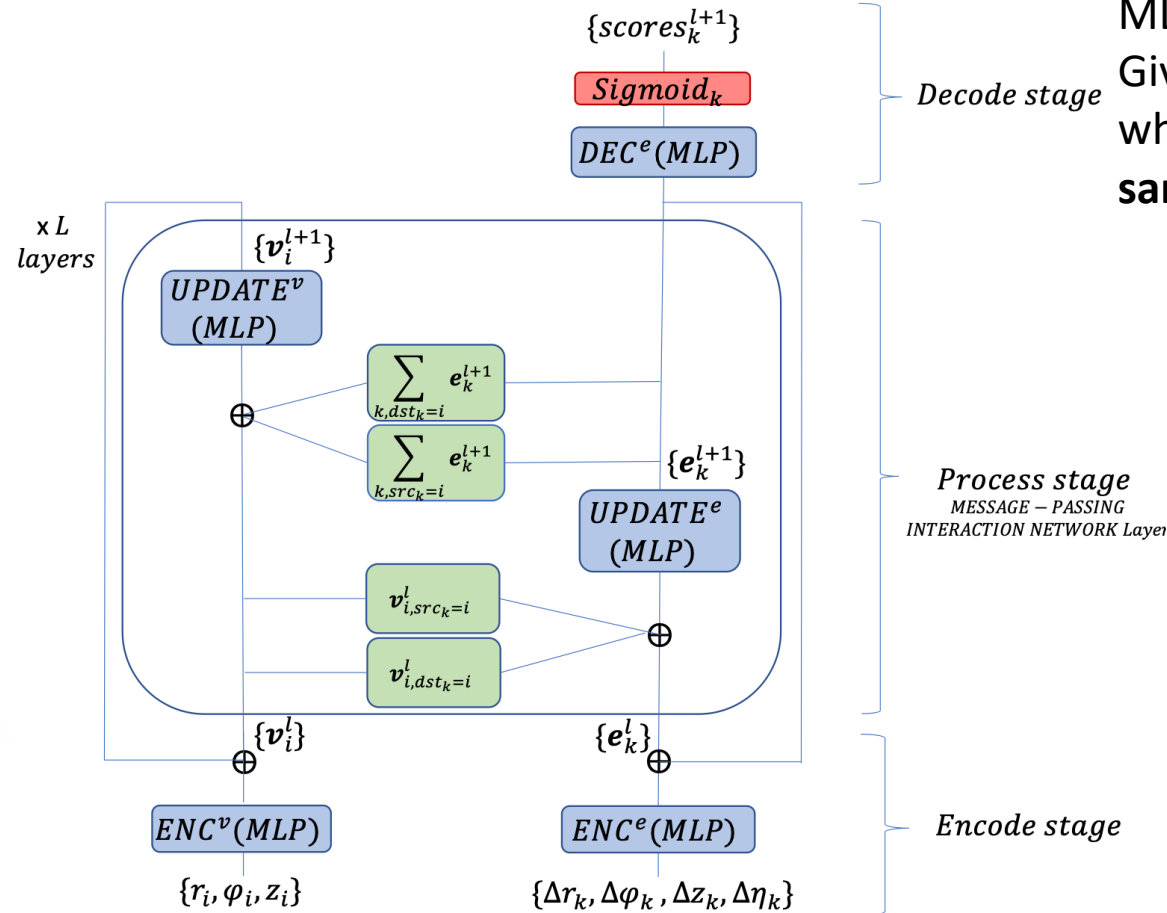 {scores_k^{l+1}}
Sigmoid_k
DEC^e(MLP)
Decode stage
x L
layers
{v_i^{l+1}}
UPDATE^v
(MLP)
∑ e_k^{l+1}
k,dst_k=i
∑ e_k^{l+1}
k,src_k=i
{e_k^{l+1}}
UPDATE^e
(MLP)
v^l_{i,src_k=i}
v^l_{i,dst_k=i}
Process stage
MESSAGE − PASSING
INTERACTION NETWORK Layer
{v_i^l}
{e_k^l}
ENC^v(MLP)
ENC^e(MLP)
Encode stage
{r_i, φ_i, z_i}
{Δr_k, Δφ_k , Δz_k, Δη_k}